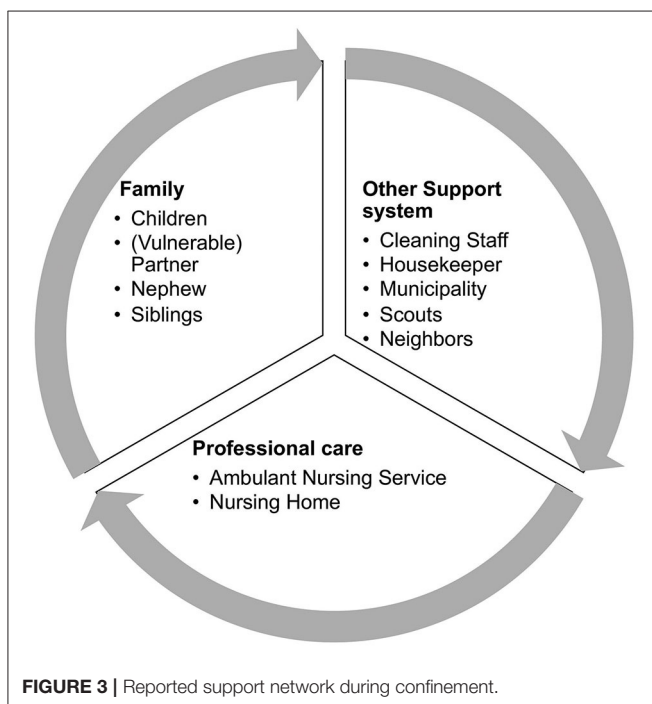 Family
• Children
• (Vulnerable)
Partner
• Nephew
• Siblings
Other Support
system
• Cleaning Staff
• Housekeeper
• Municipality
• Scouts
• Neighbors
Professional care
• Ambulant Nursing Service
• Nursing Home
FIGURE 3 | Reported support network during confinement.